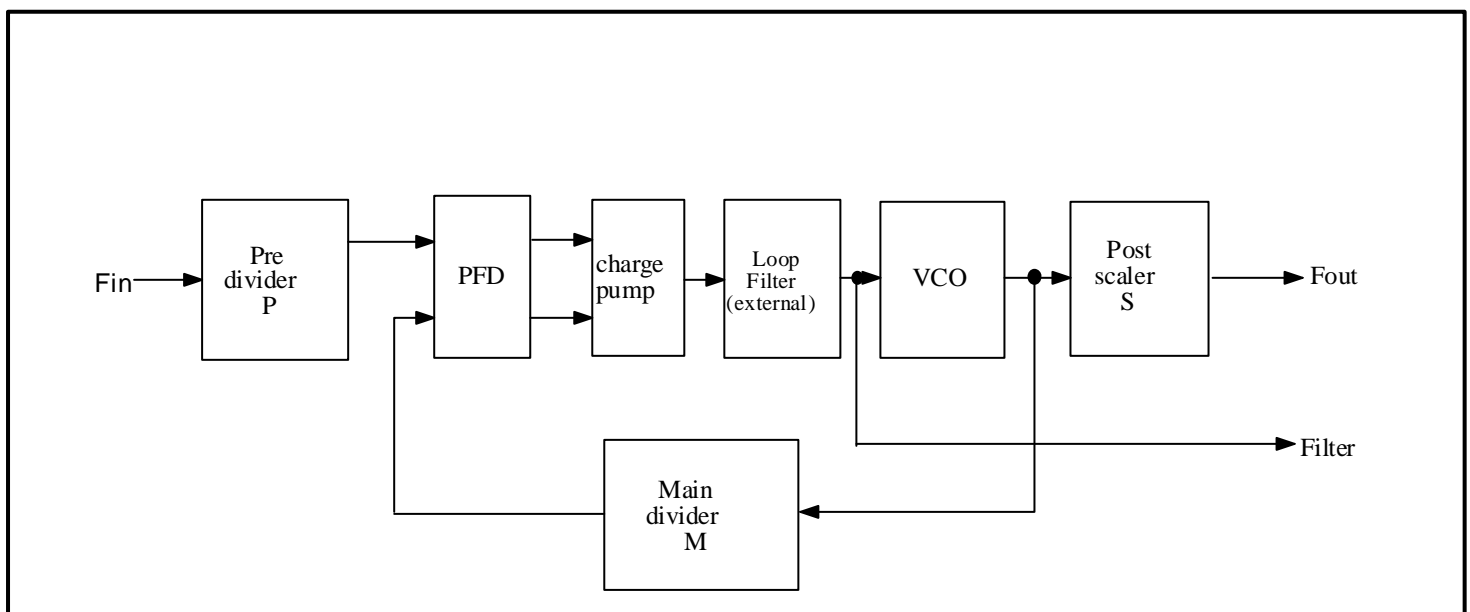 Fin
Pre
divider
P
PFD
charge
pump
Loop
Filter
(external)
VCO
Post
scaler
S
Fout
Filter
Main
divider
M